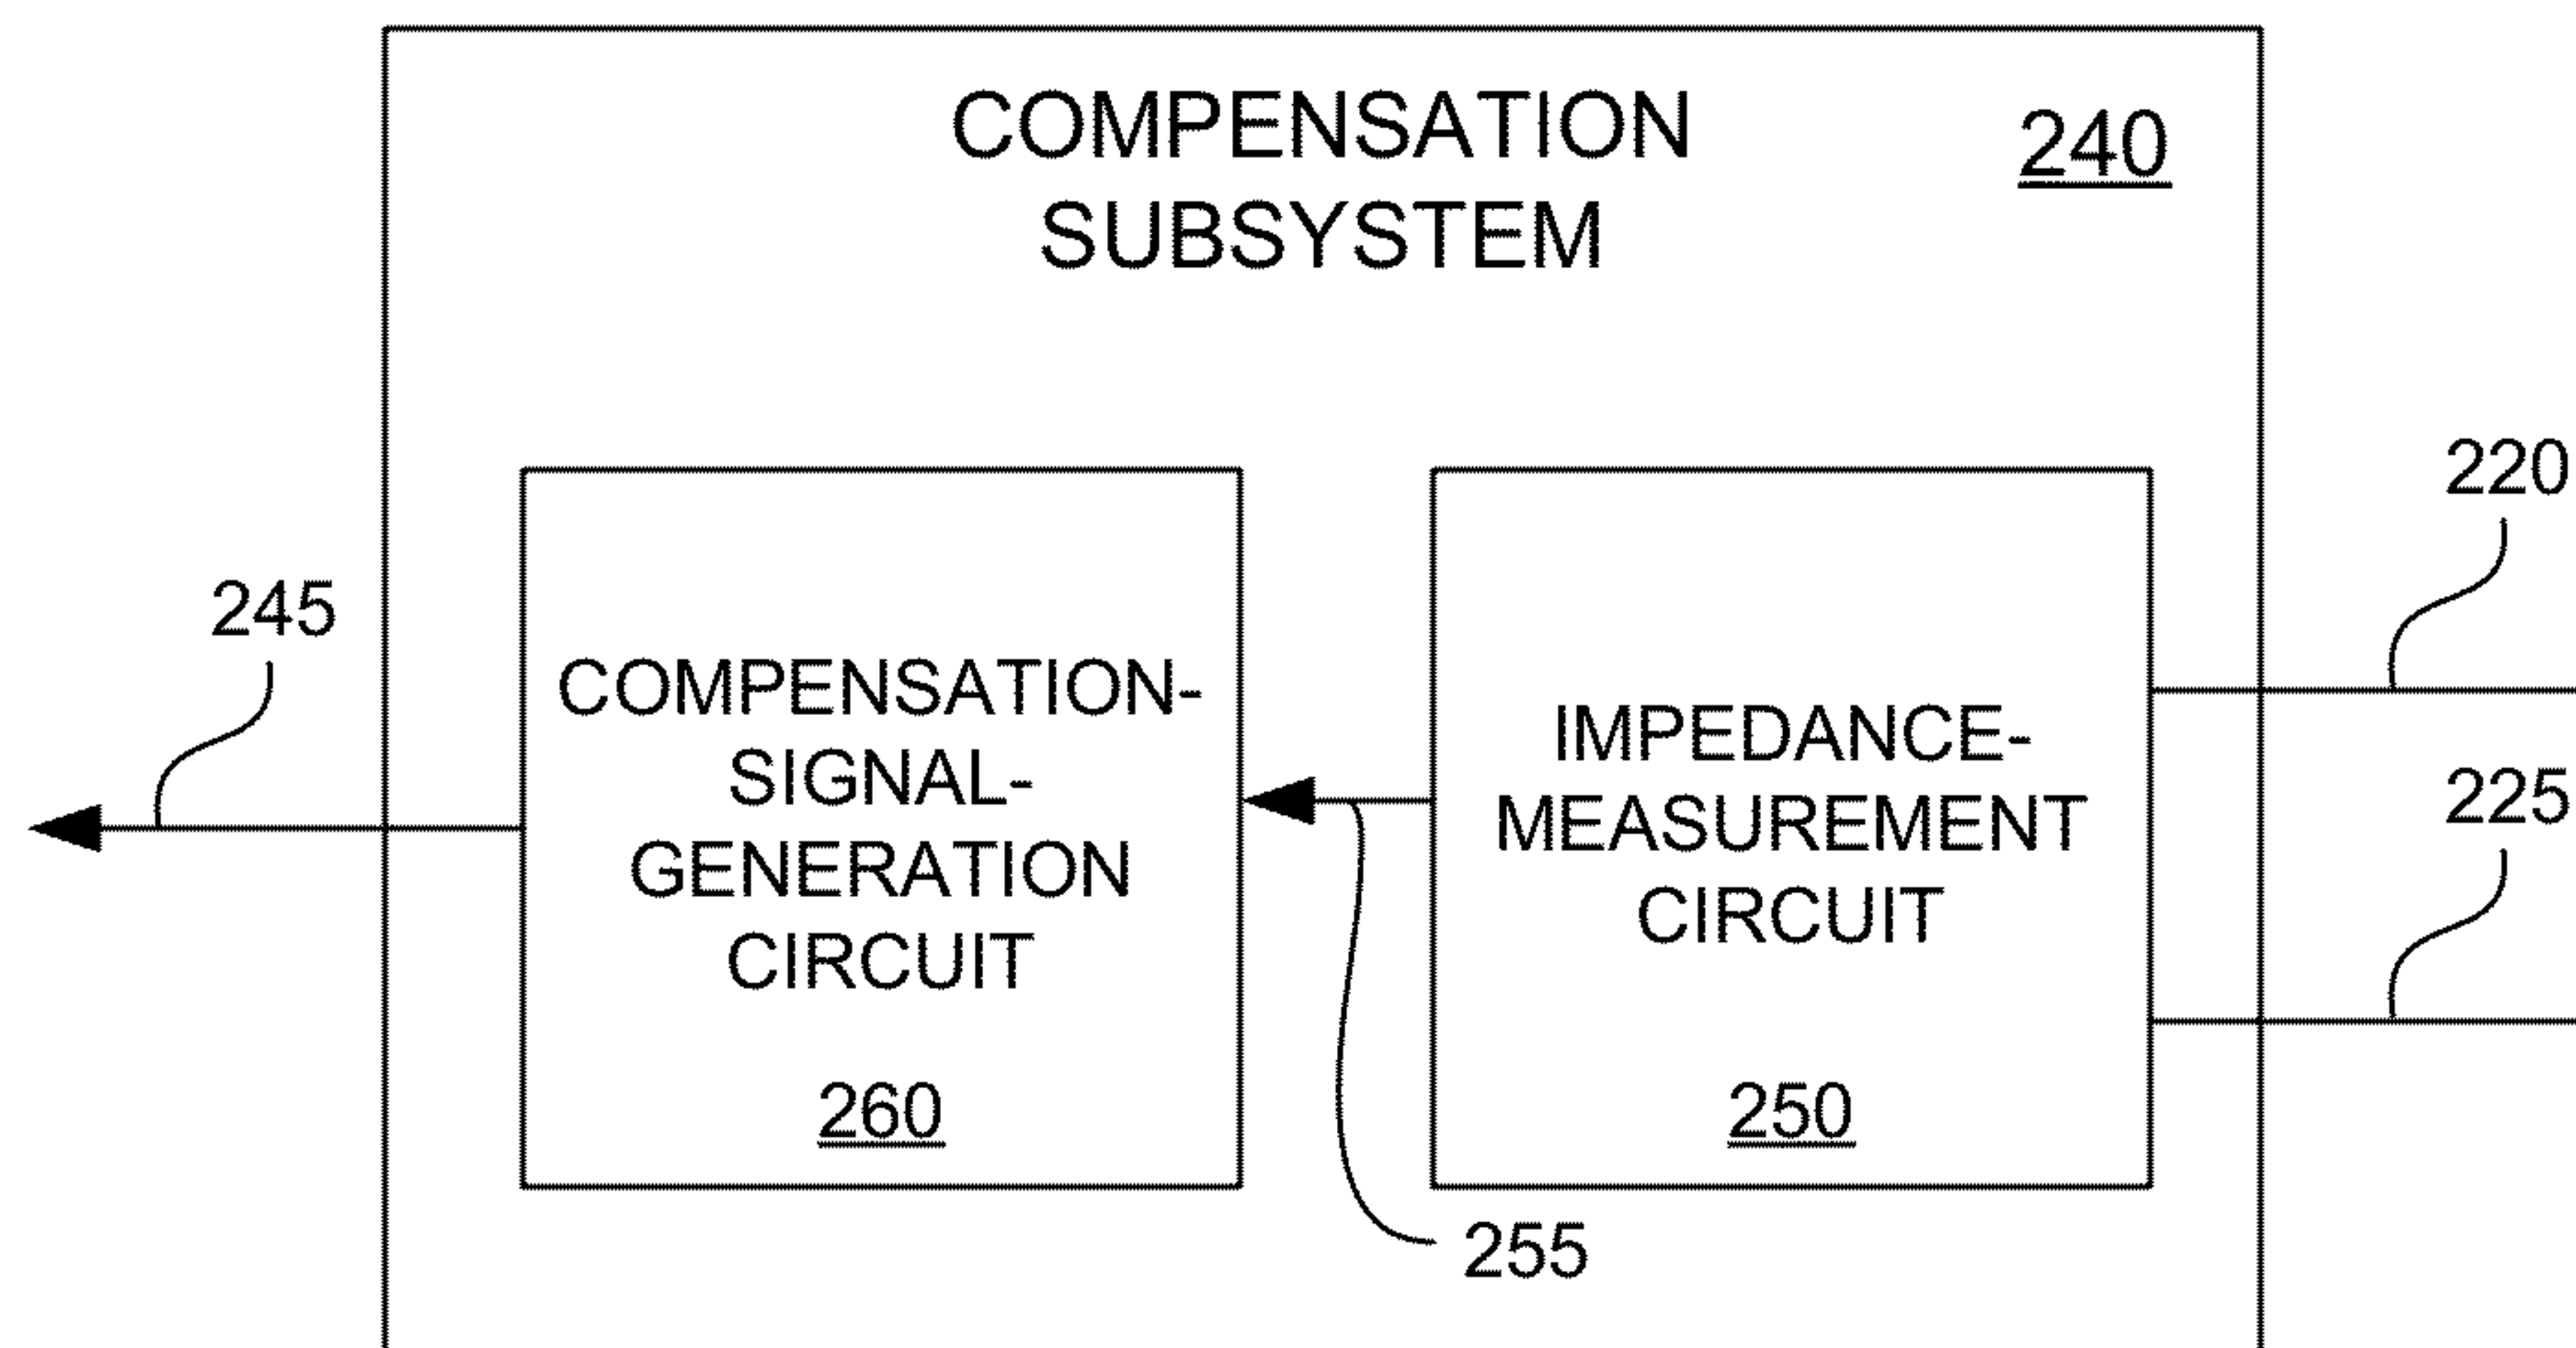 COMPENSATION
SUBSYSTEM
240
220
245
225
COMPENSATION-
SIGNAL-
GENERATION
CIRCUIT
260
IMPEDANCE-
MEASUREMENT
CIRCUIT
250
255